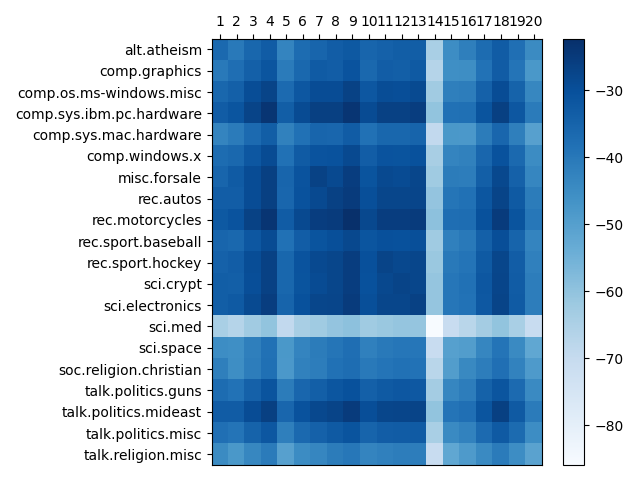 1 2 3 4 5 6 7 8 9 10 11 12 13 14 15 16 17 18 19 20
alt.atheism
comp.graphics
comp.os.ms-windows.misc
comp.sys.ibm.pc.hardware
comp.sys.mac.hardware
comp.windows.x
misc.forsale
rec.autos
rec.motorcycles
rec.sport.baseball
rec.sport.hockey
sci.crypt
sci.electronics
sci.med
sci.space
soc.religion.christian
talk.politics.guns
talk.politics.mideast
talk.politics.misc
talk.religion.misc
−30
−40
−50
−60
−70
−80